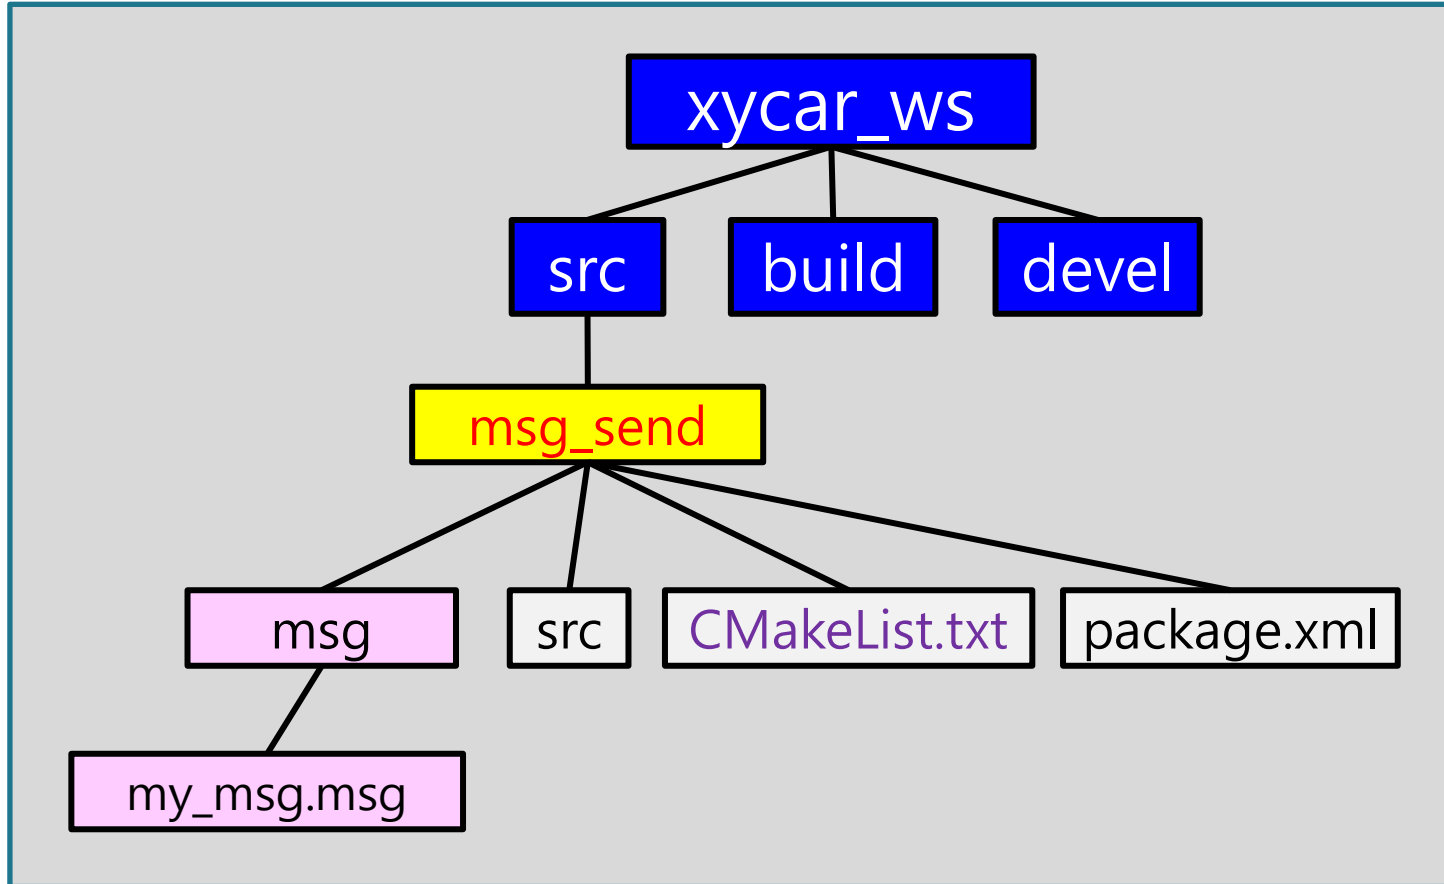 xycar_ws
src
build
devel
msg_send
msg
src
CMakeList.txt
package.xml
my_msg.msg